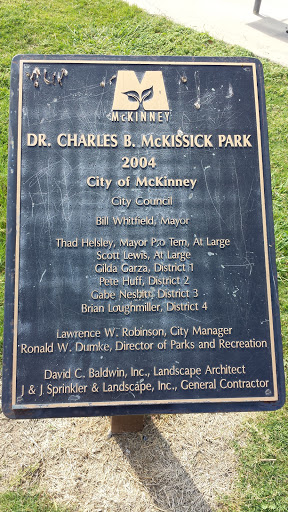 McKINNEY
DR. CHARLES B. McKISSICK PARK
2004
City of McKinney
City Council
Bill Whitfield, Mayor
Thad Helsley, Mayor Pro Tem, At Large
Scott Lewis, At Large
Gilda Garza, District 1
Pete Huff, District 2
Gabe Nesbitt, District 3
Brian Loughmiller, District 4
Lawrence W. Robinson, City Manager
Ronald W. Dumke, Director of Parks and Recreation
David C. Baldwin, Inc., Landscape Architect
J & J Sprinkler & Landscape, Inc., General Contractor